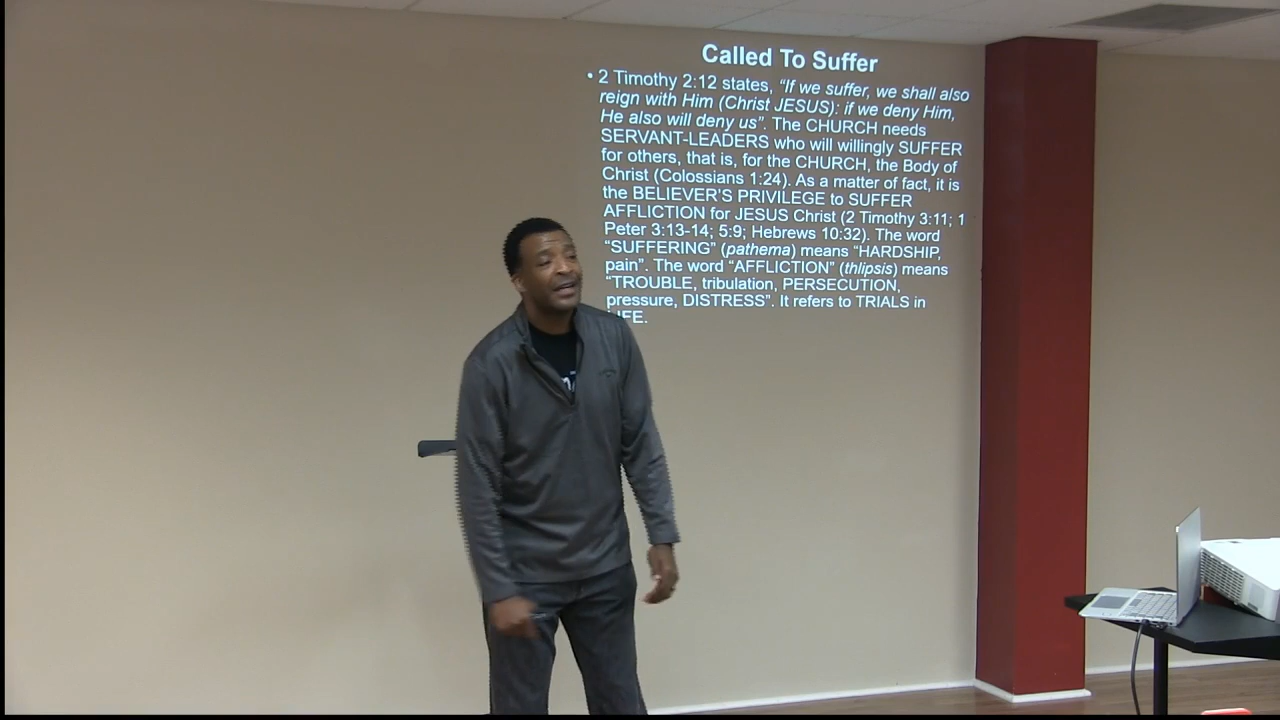 Called To Suffer
• 2 Timothy 2:12 states, “If we suffer, we shall also
reign with Him (Christ JESUS): if we deny Him,
He also will deny us”. The CHURCH needs
SERVANT-LEADERS who will willingly SUFFER
for others, that is, for the CHURCH, the Body of
Christ (Colossians 1:24). As a matter of fact, it is
the BELIEVER’S PRIVILEGE to SUFFER
AFFLICTION for JESUS Christ (2 Timothy 3:11; 1
Peter 3:13-14; 5:9; Hebrews 10:32). The word
“SUFFERING” (pathema) means “HARDSHIP,
pain”. The word “AFFLICTION” (thlipsis) means
“TROUBLE, tribulation, PERSECUTION,
pressure, DISTRESS”. It refers to TRIALS in
LIFE.